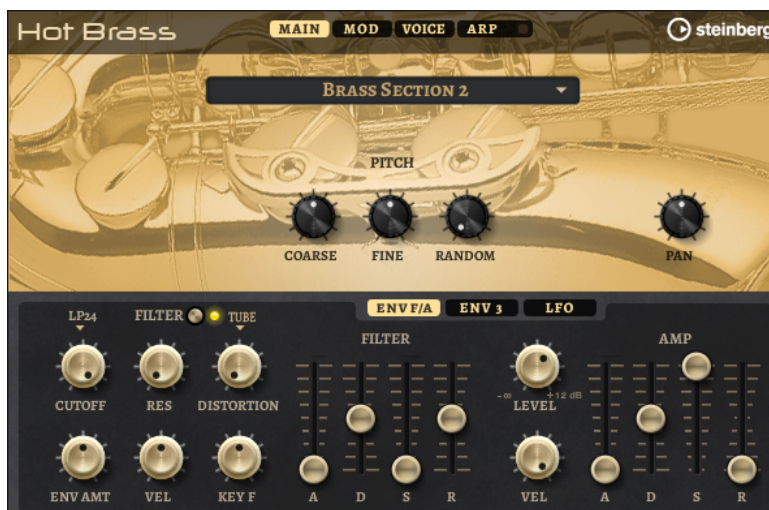 Hot Brass
MAIN MOD VOICE ARP
steinberg
BRASS SECTION 2
PITCH
COARSE FINE RANDOM PAN
ENV F/A ENV 3 LFO
LP24 FILTER TUBE
FILTER AMP
CUTOFF RES DISTORTION
-∞ LEVEL +12 dB
ENV AMT VEL KEY F
A D S R
VEL
A D S R